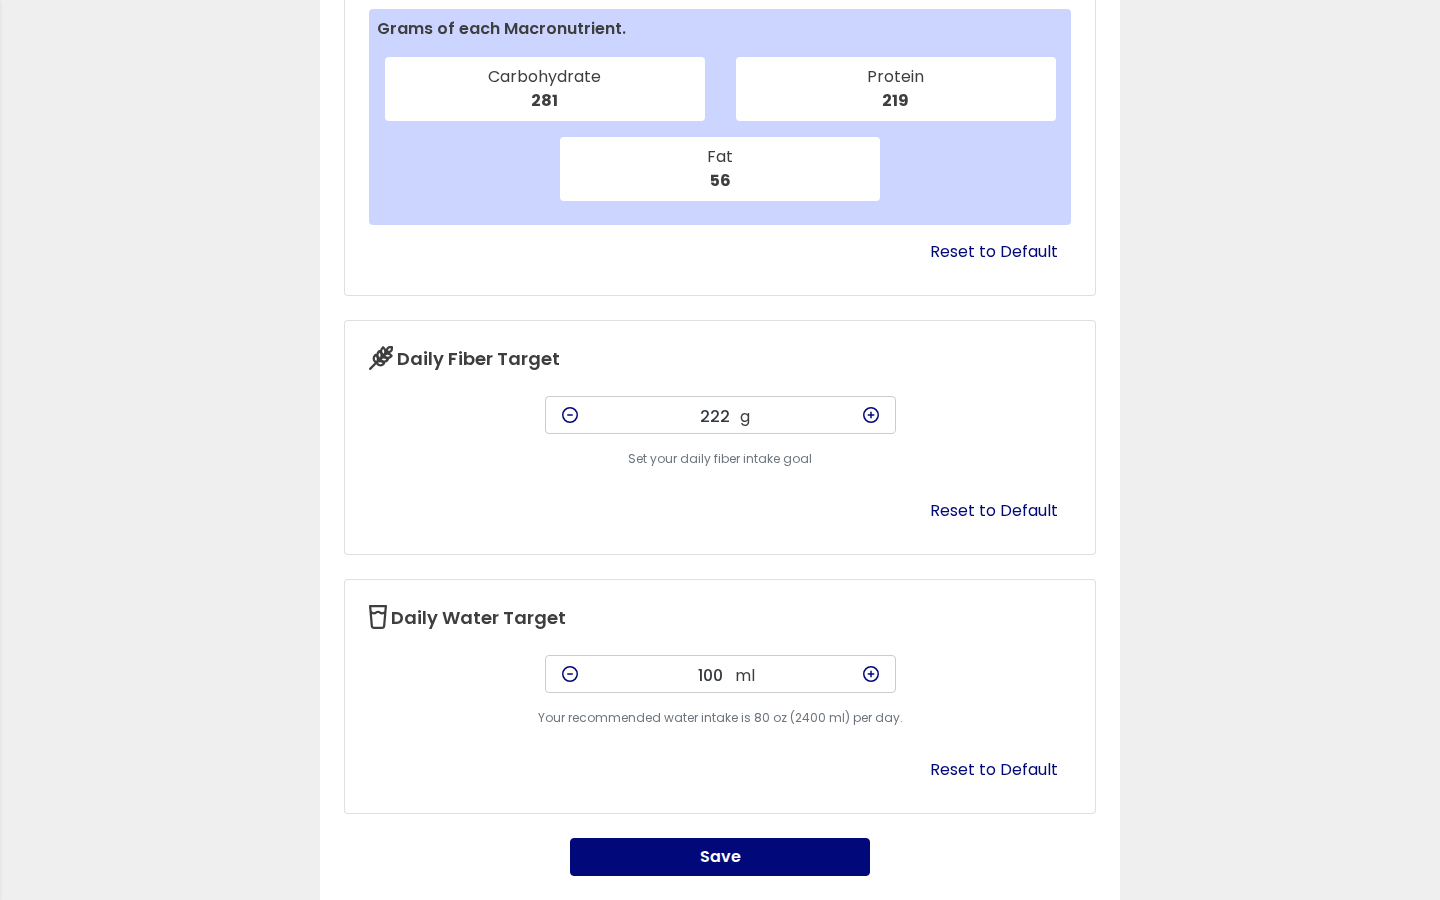 Grams of each Macronutrient.
Carbohydrate
281
Protein
219
Fat
56
Reset to Default
Daily Fiber Target
222 g
Set your daily fiber intake goal
Reset to Default
Daily Water Target
100 ml
Your recommended water intake is 80 oz (2400 ml) per day.
Reset to Default
Save